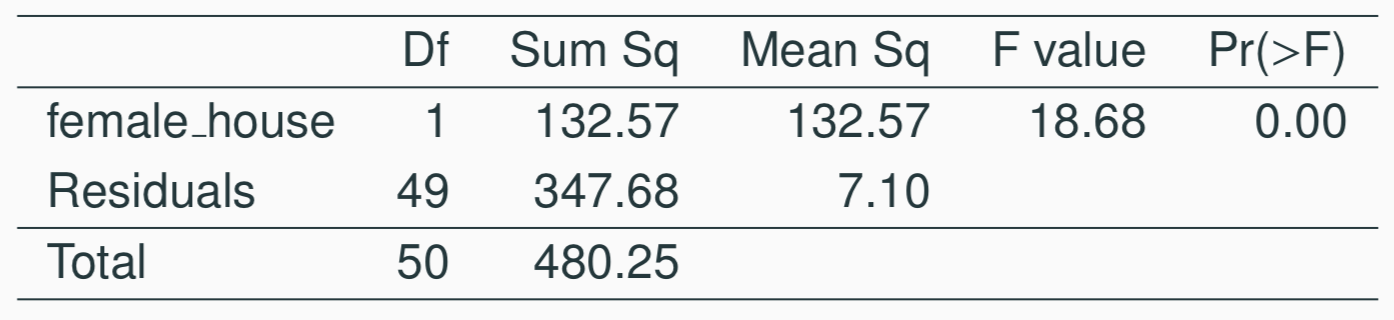 Df Sum Sq Mean Sq F value Pr(>F)
female_house 1 132.57 132.57 18.68 0.00
Residuals 49 347.68 7.10
Total 50 480.25